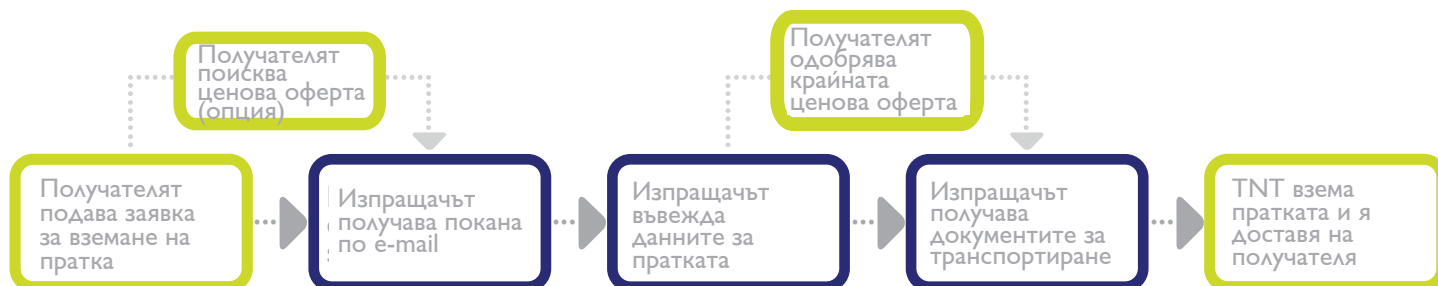 Получателят
поисква
ценова оферта
(опция)
Получателят
одобрява
крайната
ценова оферта
Получателят
подава заявка
за вземане на
пратка
Изпращачът
получава покана
по e-mail
Изпращачът
въвежда
данните за
пратката
Изпращачът
получава
документите за
транспортиране
TNT взема
пратката и я
доставя на
получателя